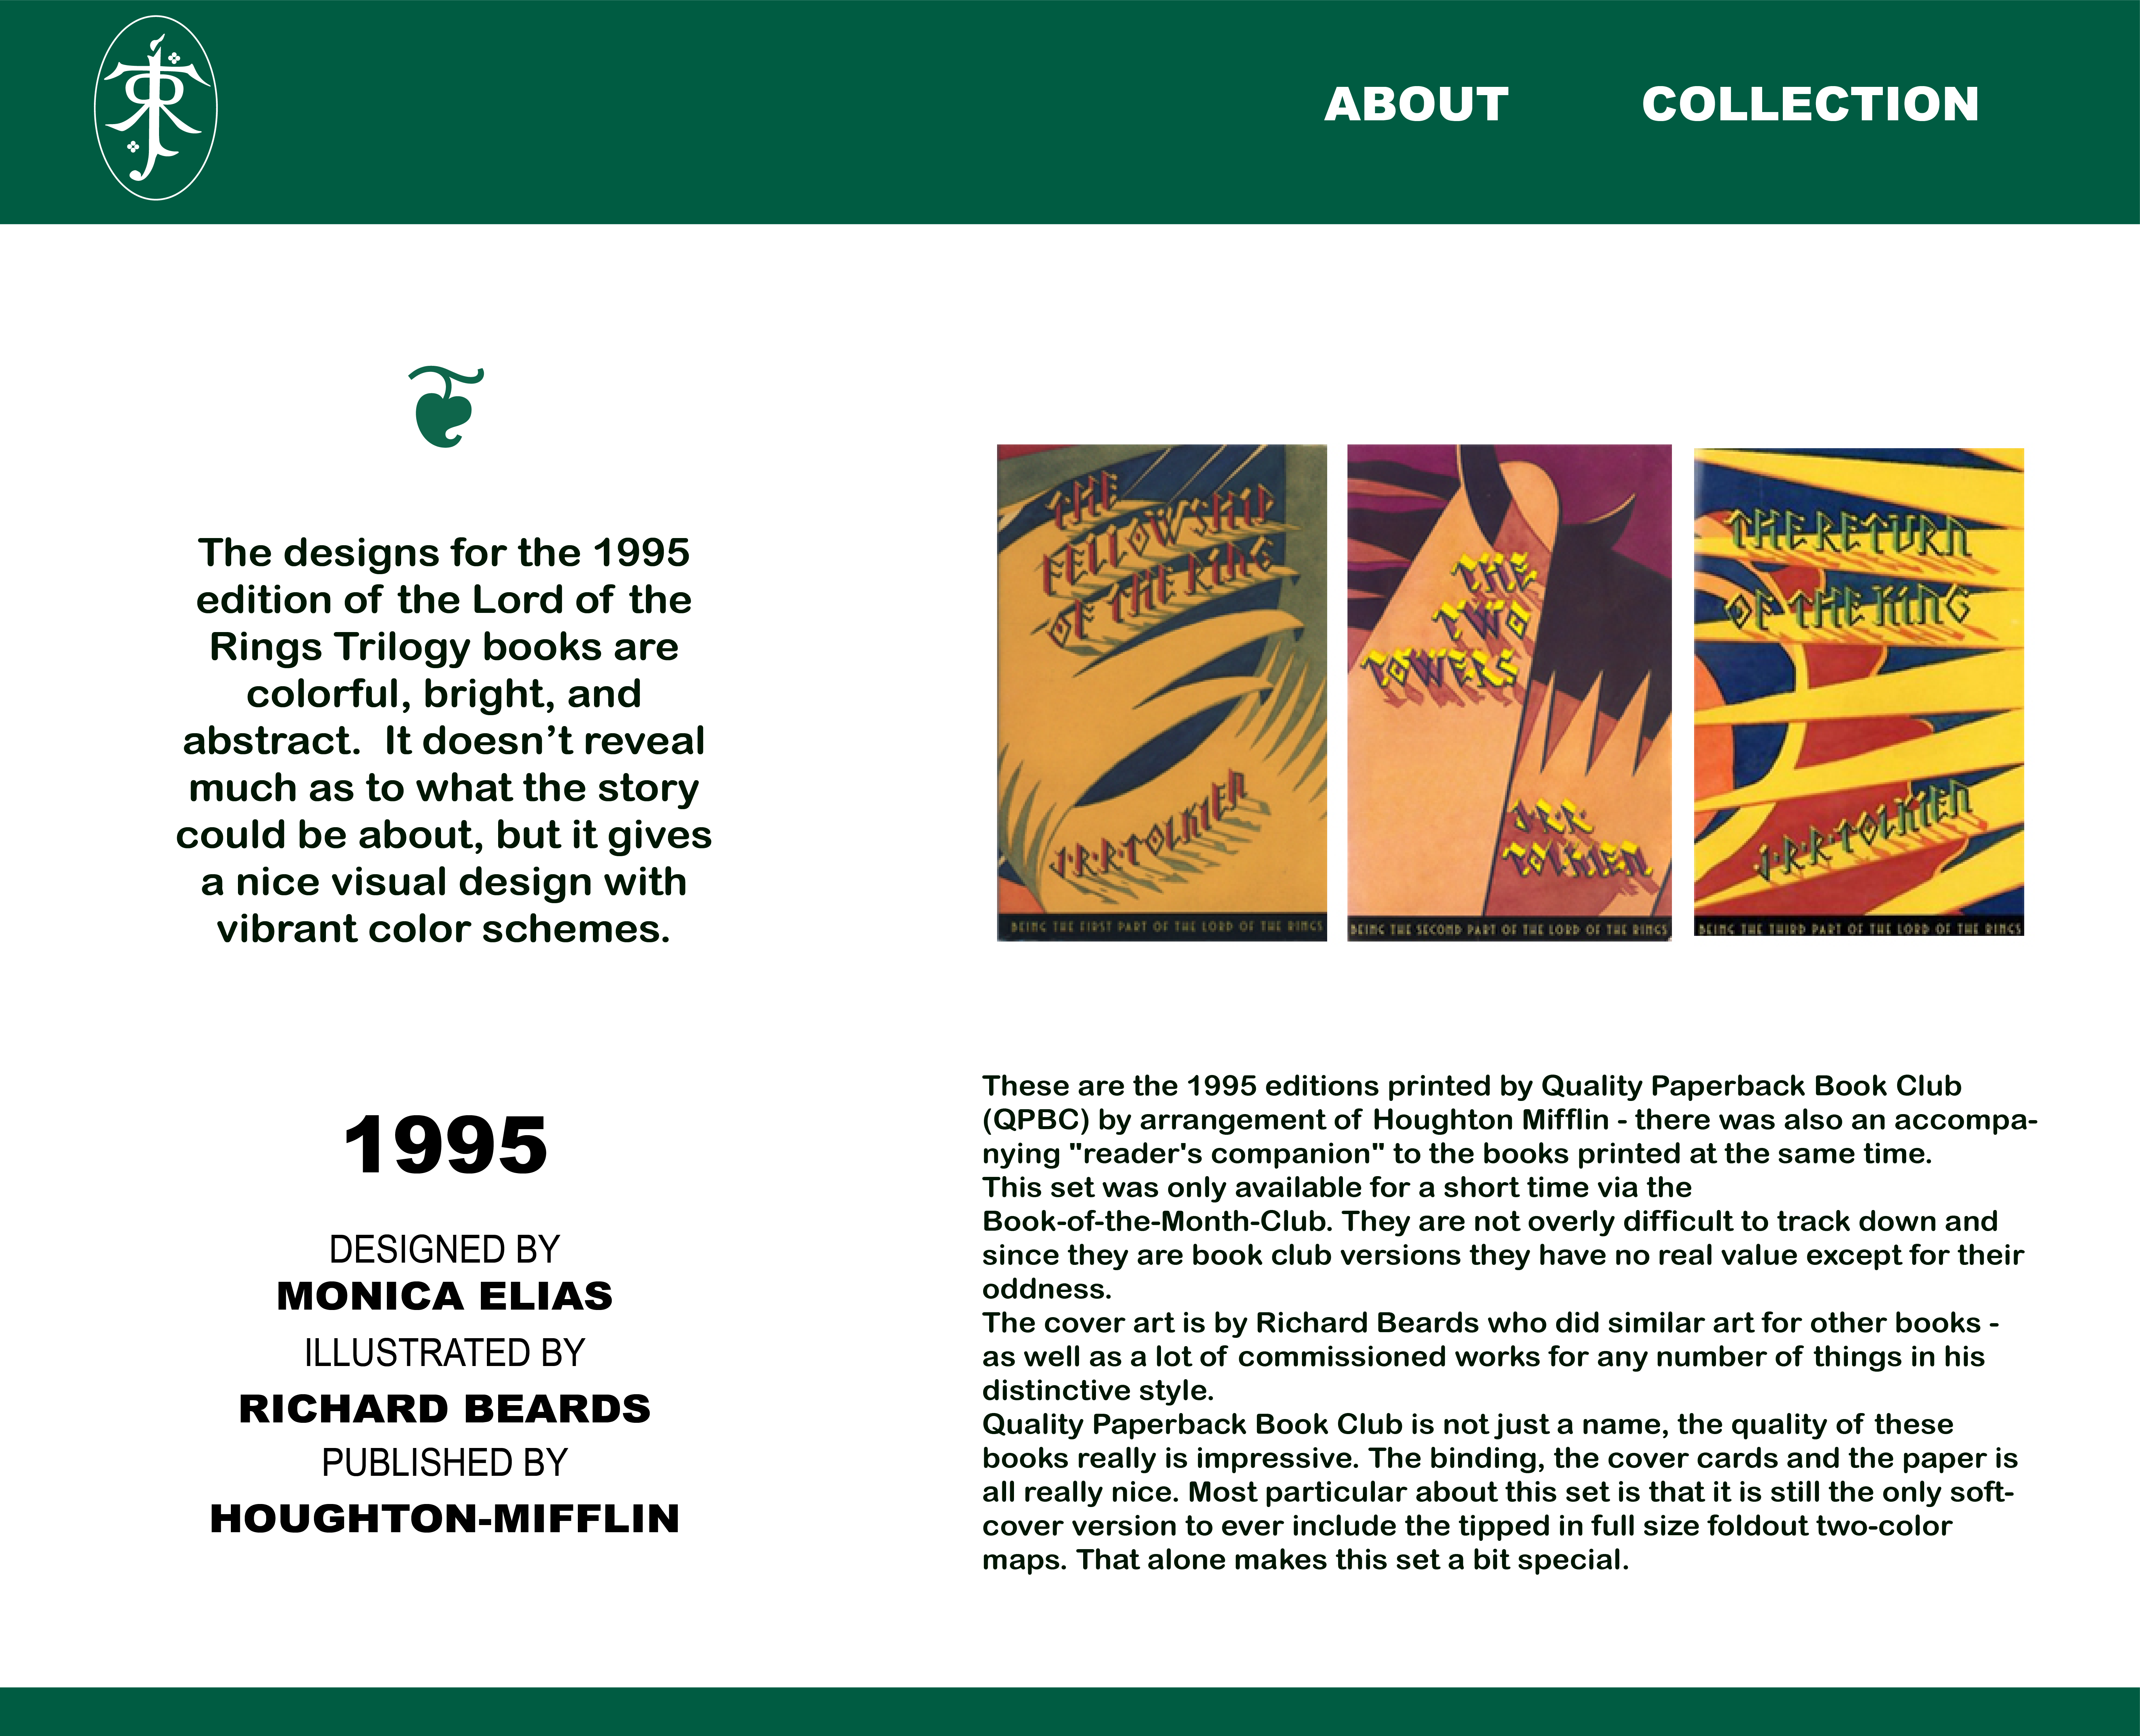 ABOUT COLLECTION
The designs for the 1995
edition of the Lord of the
Rings Trilogy books are
colorful, bright, and
abstract.  It doesn’t reveal
much as to what the story
could be about, but it gives
a nice visual design with
vibrant color schemes.
THE
FELLOWSHIP
OF THE RING
J·R·R·TOLKIEN
BEING THE FIRST PART OF THE LORD OF THE RINGS
THE
TWO
TOWERS
J·R·R·
TOLKIEN
BEING THE SECOND PART OF THE LORD OF THE RINGS
THE RETURN
OF THE KING
J·R·R·TOLKIEN
BEING THE THIRD PART OF THE LORD OF THE RINGS
1995
DESIGNED BY
MONICA ELIAS
ILLUSTRATED BY
RICHARD BEARDS
PUBLISHED BY
HOUGHTON-MIFFLIN
These are the 1995 editions printed by Quality Paperback Book Club
(QPBC) by arrangement of Houghton Mifflin - there was also an accompa-
nying "reader's companion" to the books printed at the same time.
This set was only available for a short time via the
Book-of-the-Month-Club. They are not overly difficult to track down and
since they are book club versions they have no real value except for their
oddness.
The cover art is by Richard Beards who did similar art for other books -
as well as a lot of commissioned works for any number of things in his
distinctive style.
Quality Paperback Book Club is not just a name, the quality of these
books really is impressive. The binding, the cover cards and the paper is
all really nice. Most particular about this set is that it is still the only soft-
cover version to ever include the tipped in full size foldout two-color
maps. That alone makes this set a bit special.